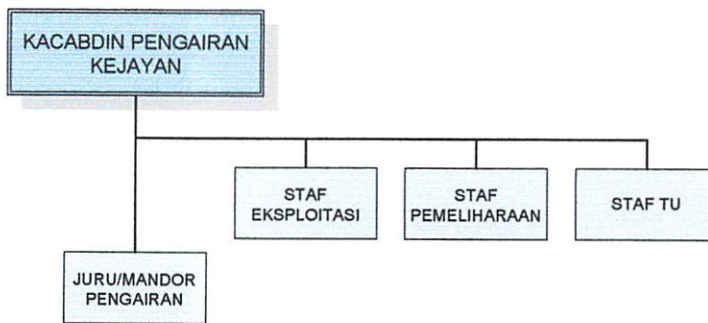 KACABDIN PENGAIRAN
KEJAYAN
STAF
EKSPLOITASI
STAF
PEMELIHARAAN
STAF TU
JURU/MANDOR
PENGAIRAN